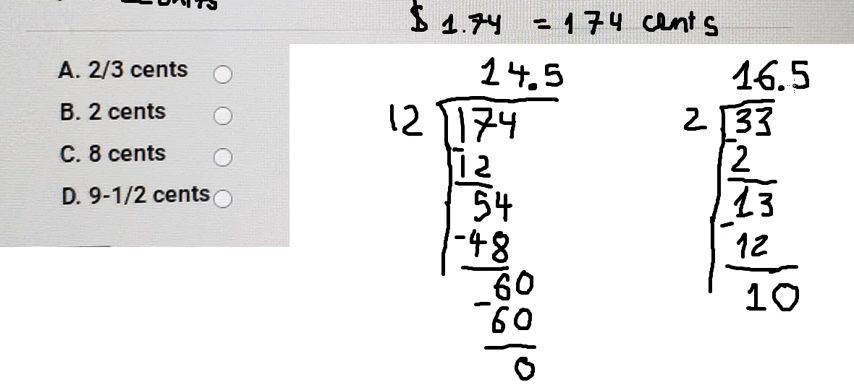 $ 1.74 = 174 cents
A. 2/3 cents
B. 2 cents
C. 8 cents
D. 9-1/2 cents
14.5
12 174
-12
54
-48
60
-60
0
16.5
2 33
-2
13
-12
10